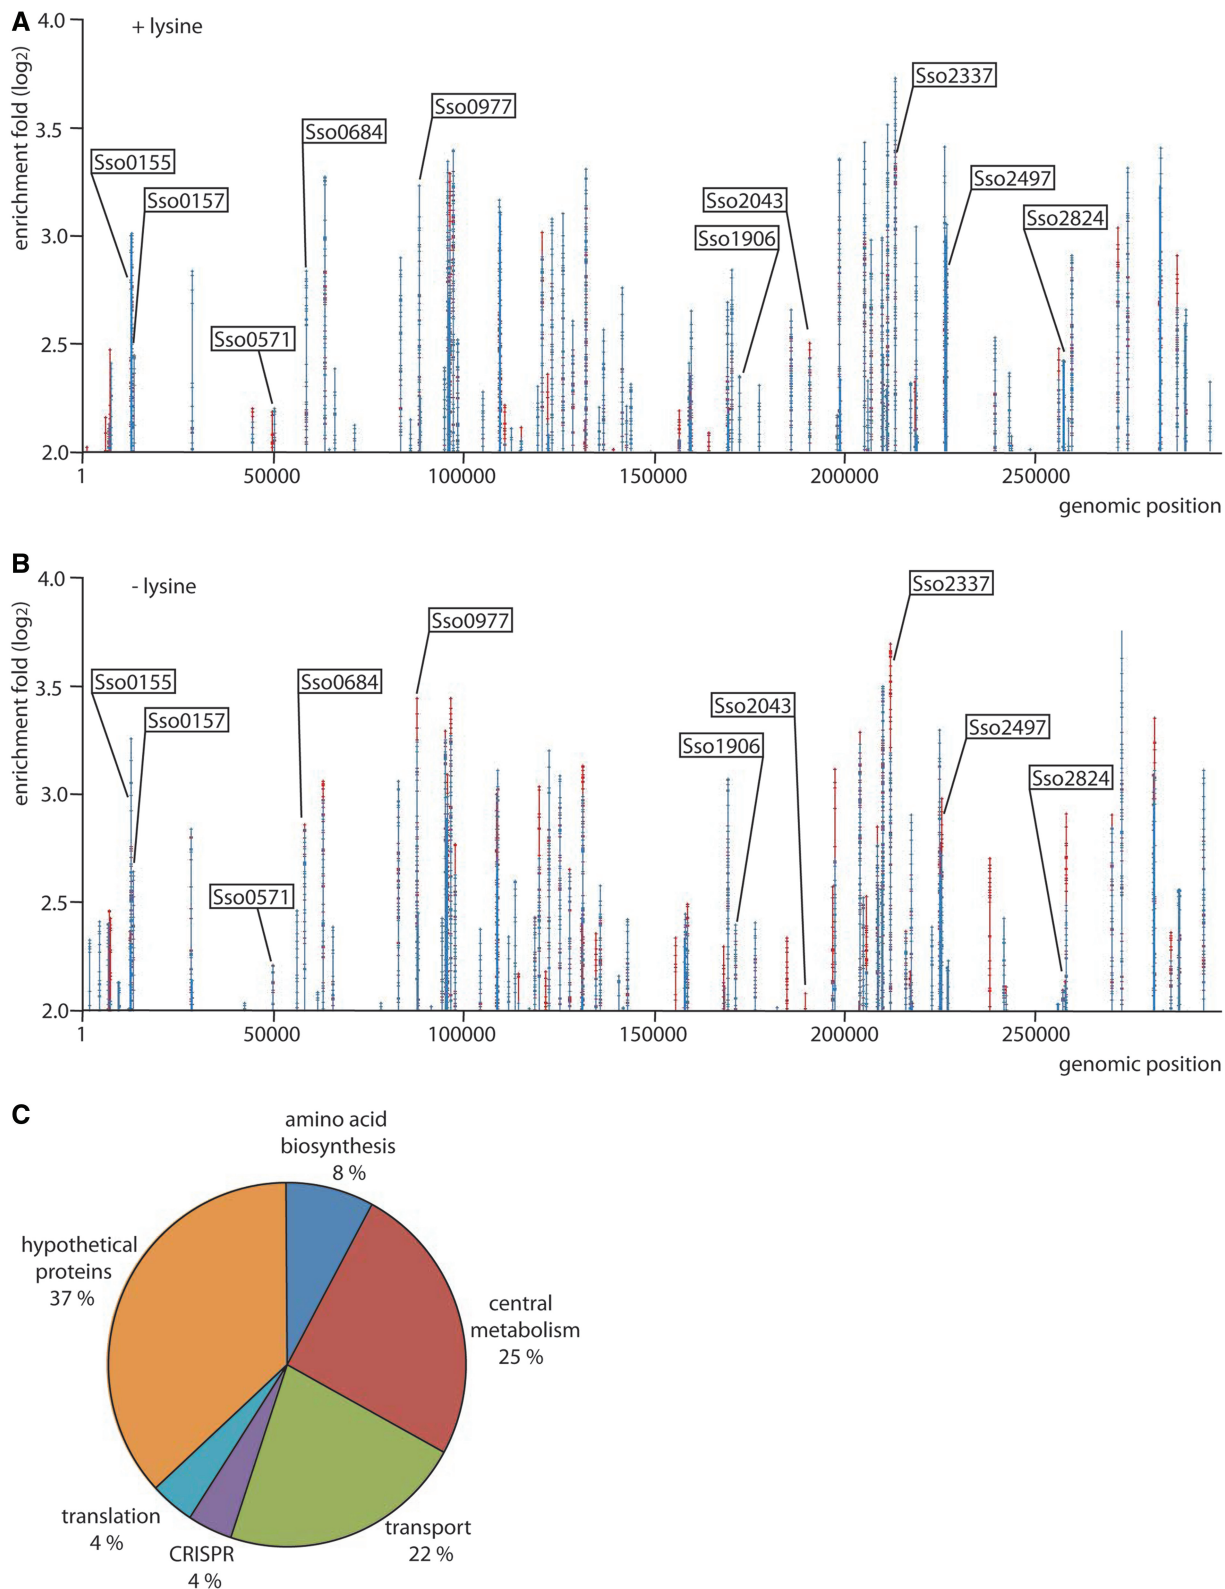 A
+ lysine
enrichment fold (log2)
4.0
3.5
3.0
2.5
2.0
Sso0155
Sso0157
Sso0571
Sso0684
Sso0977
Sso2043
Sso1906
Sso2337
Sso2497
Sso2824
1
50000
100000
150000
200000
250000
genomic position
B
- lysine
enrichment fold (log2)
4.0
3.5
3.0
2.5
2.0
Sso0155
Sso0157
Sso0571
Sso0684
Sso0977
Sso2043
Sso1906
Sso2337
Sso2497
Sso2824
1
50000
100000
150000
200000
250000
genomic position
C
amino acid
biosynthesis
8 %
hypothetical
proteins
37 %
central
metabolism
25 %
translation
4 %
CRISPR
4 %
transport
22 %